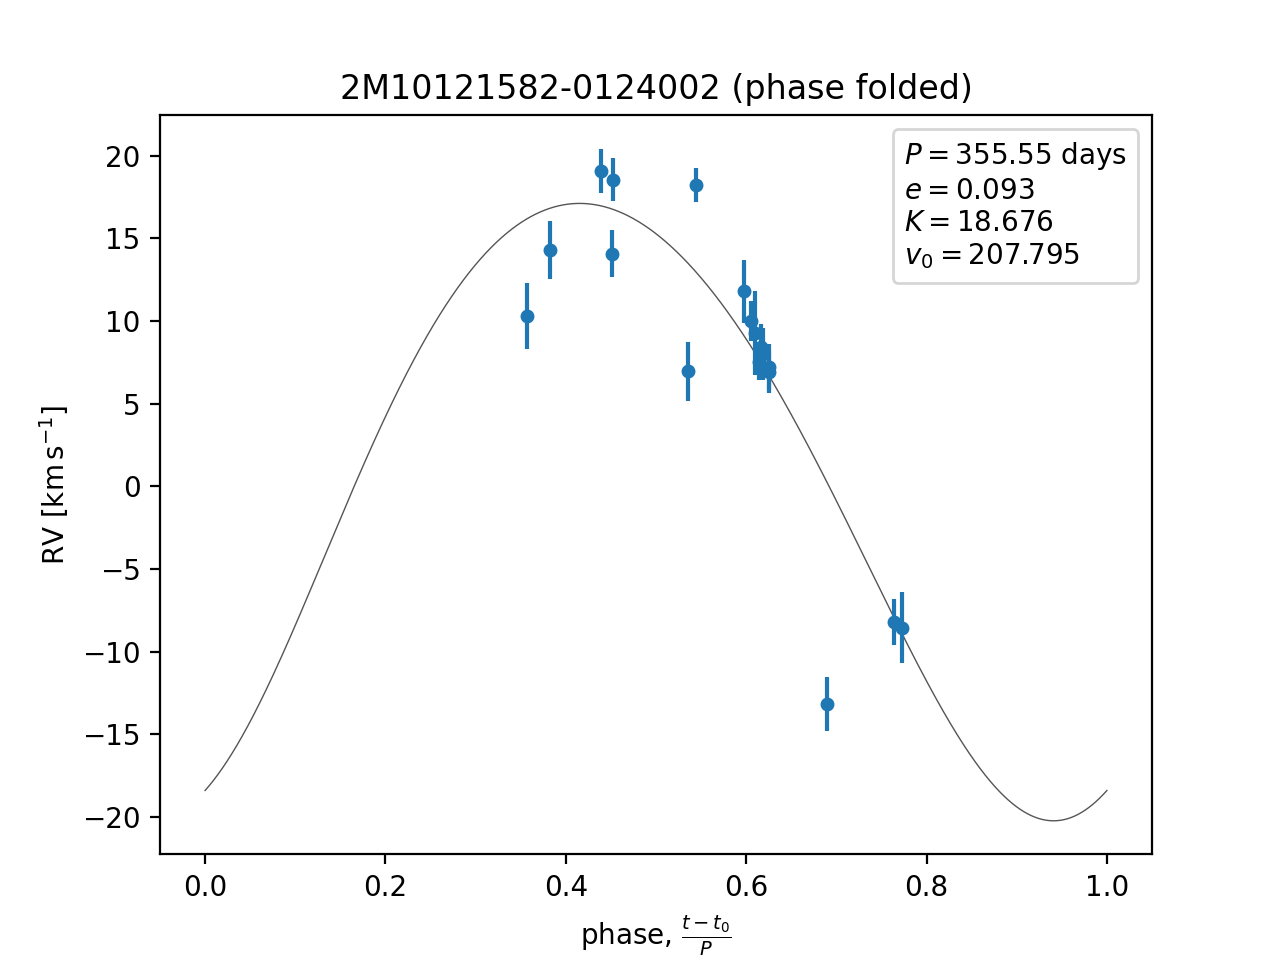 2M10121582-0124002 (phase folded)
P = 355.55 days
e = 0.093
K = 18.676
v₀ = 207.795
RV [km s⁻¹]
20
15
10
5
0
−5
−10
−15
−20
0.0 0.2 0.4 0.6 0.8 1.0
phase, (t − t₀)/P